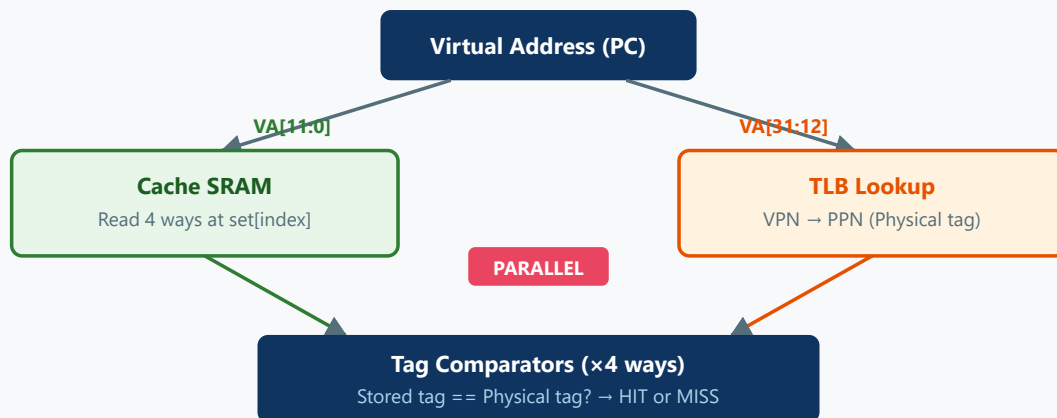 Virtual Address (PC)
VA[11:0]
VA[31:12]
Cache SRAM
Read 4 ways at set[index]
TLB Lookup
VPN → PPN (Physical tag)
PARALLEL
Tag Comparators (×4 ways)
Stored tag == Physical tag? → HIT or MISS